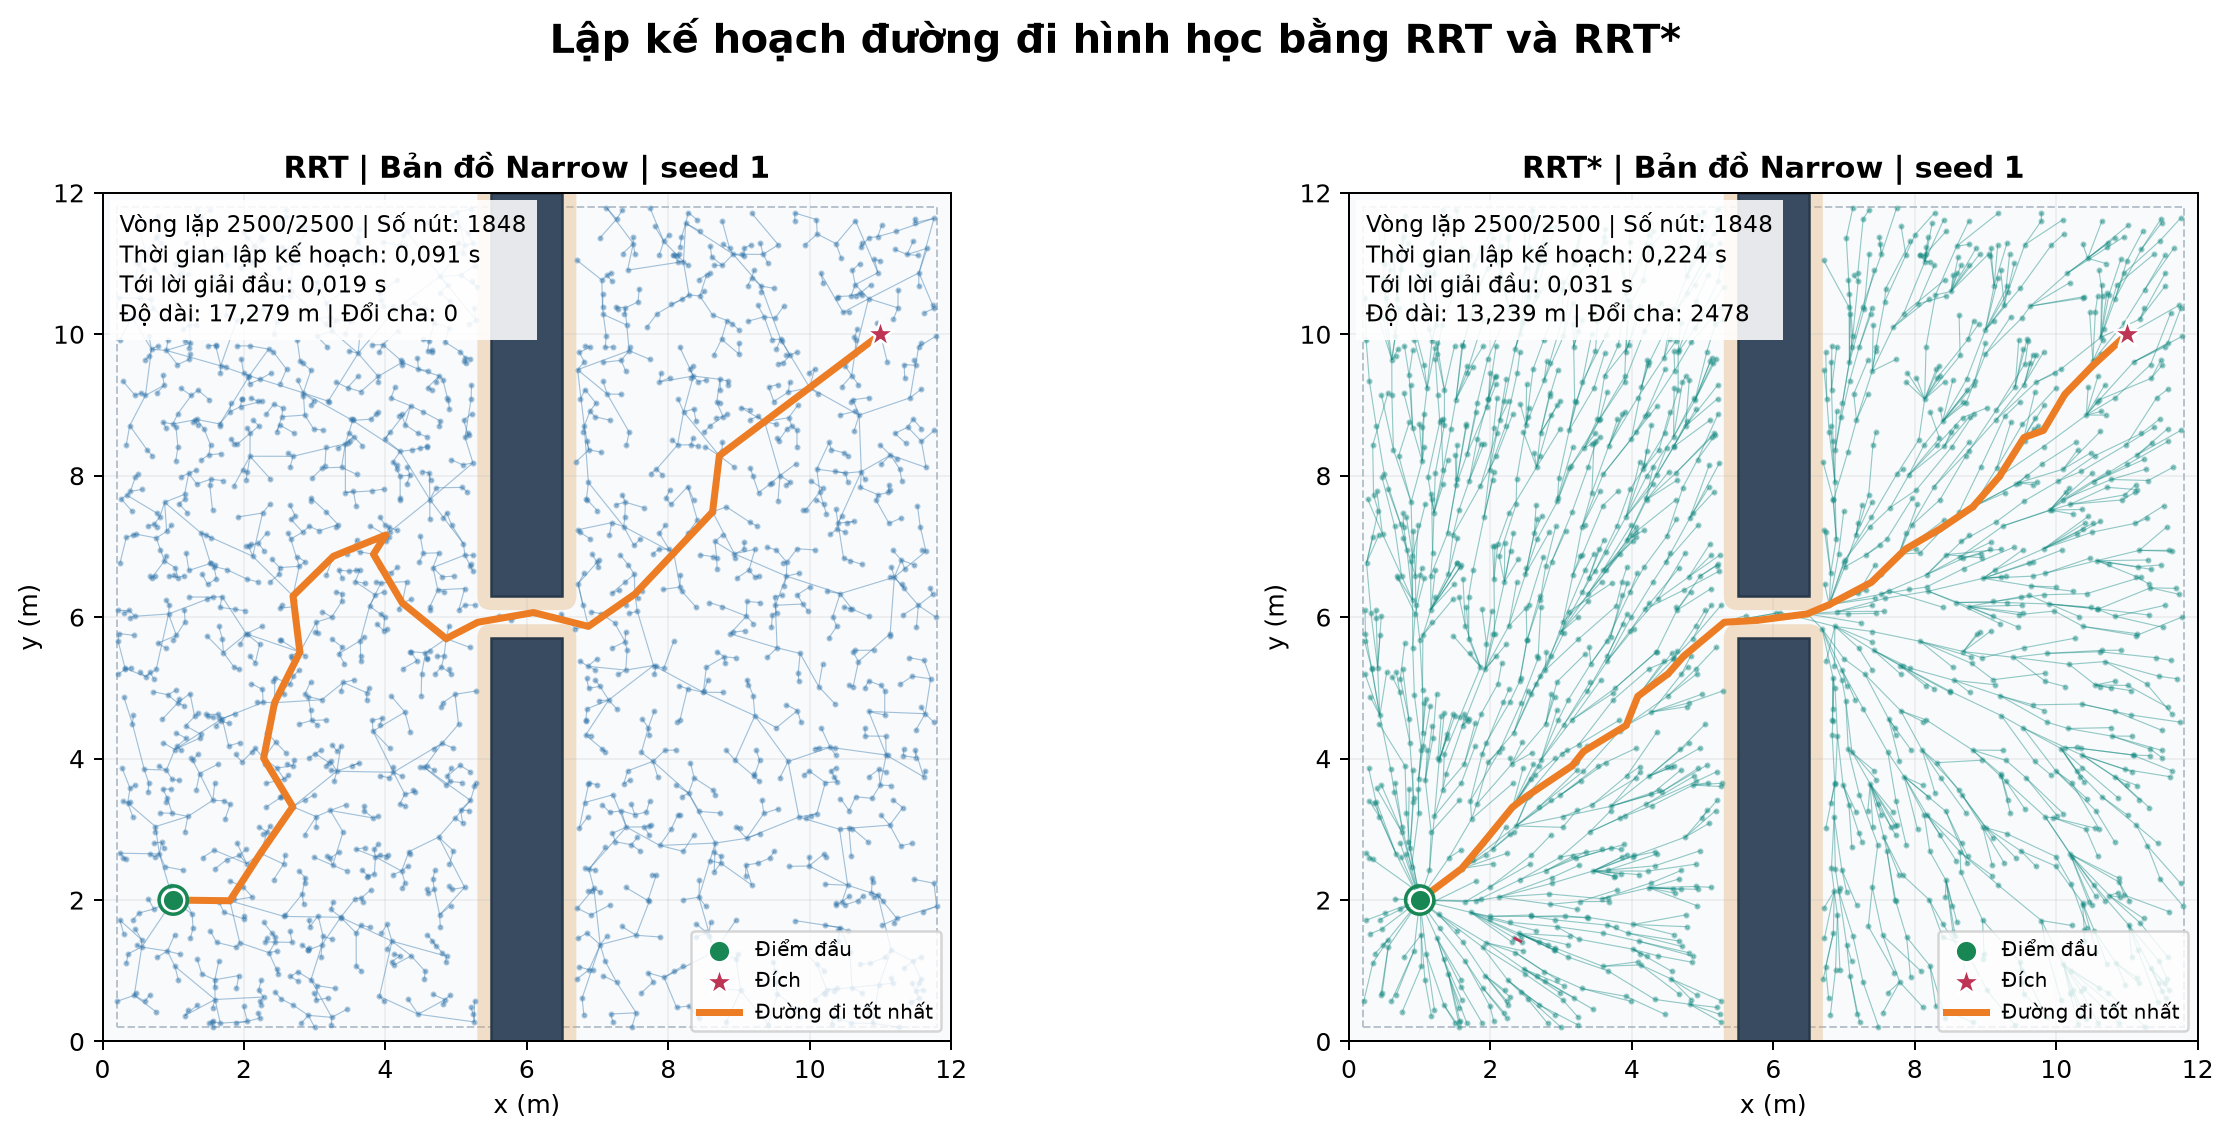 Lập kế hoạch đường đi hình học bằng RRT và RRT*
RRT | Bản đồ Narrow | seed 1
Vòng lặp 2500/2500 | Số nút: 1848
Thời gian lập kế hoạch: 0,091 s
Tới lời giải đầu: 0,019 s
Độ dài: 17,279 m | Đổi cha: 0
12
10
8
6
4
2
0
y (m)
0 2 4 6 8 10 12
x (m)
Điểm đầu
Đích
Đường đi tốt nhất
RRT* | Bản đồ Narrow | seed 1
Vòng lặp 2500/2500 | Số nút: 1848
Thời gian lập kế hoạch: 0,224 s
Tới lời giải đầu: 0,031 s
Độ dài: 13,239 m | Đổi cha: 2478
12
10
8
6
4
2
0
y (m)
0 2 4 6 8 10 12
x (m)
Điểm đầu
Đích
Đường đi tốt nhất